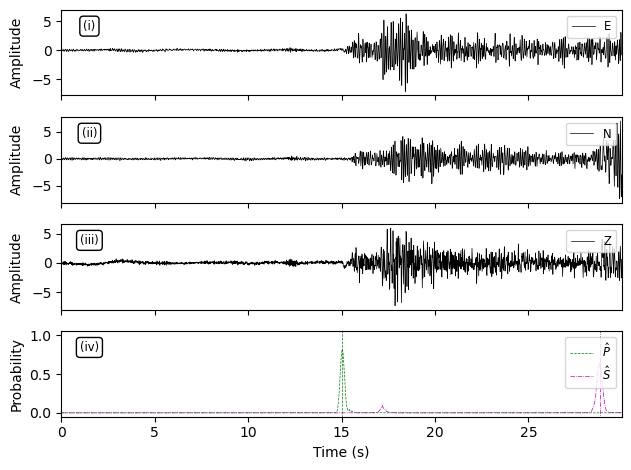 (i)
E
Amplitude
5
0
−5
(ii)
N
Amplitude
5
0
−5
(iii)
Z
Amplitude
5
0
−5
(iv)
P̂
Ŝ
Probability
1.0
0.5
0.0
0 5 10 15 20 25
Time (s)